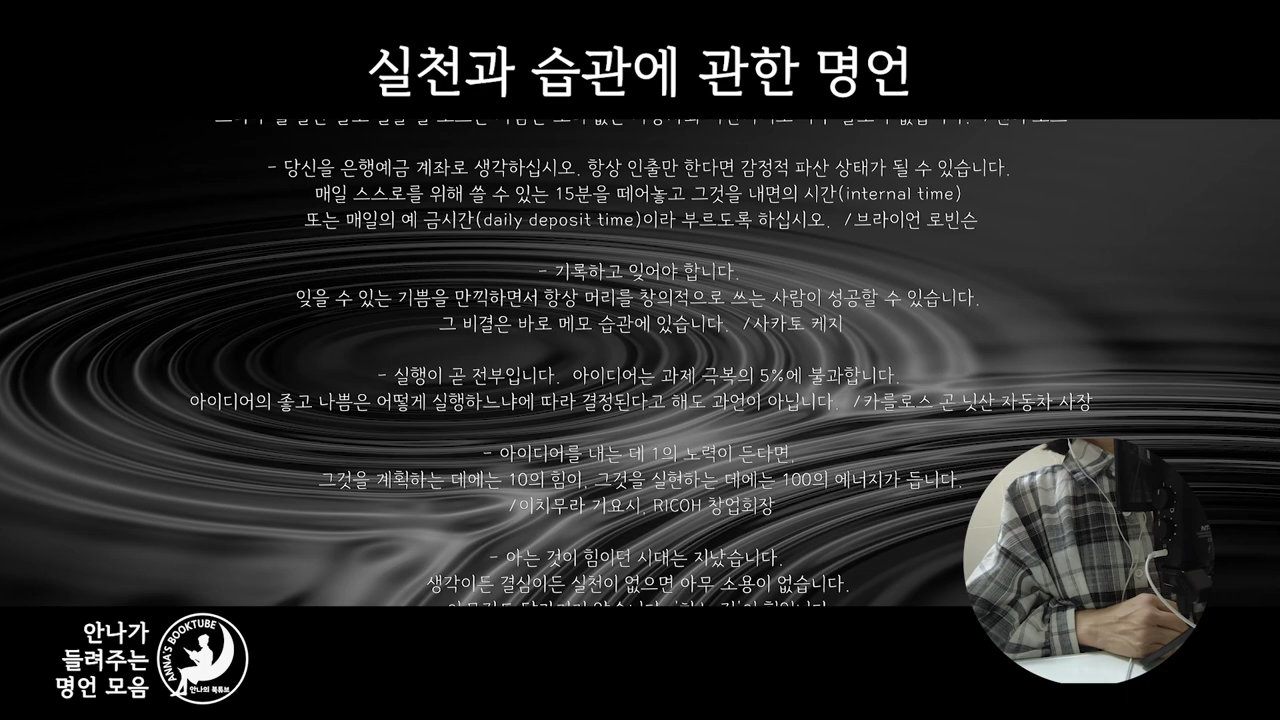 실천과 습관에 관한 명언
- 당신을 은행예금 계좌로 생각하십시오. 항상 인출만 한다면 감정적 파산 상태가 될 수 있습니다.
매일 스스로를 위해 쓸 수 있는 15분을 떼어놓고 그것을 내면의 시간(internal time)
또는 매일의 예 금시간(daily deposit time)이라 부르도록 하십시오. /브라이언 로빈슨
- 기록하고 잊어야 합니다.
잊을 수 있는 기쁨을 만끽하면서 항상 머리를 창의적으로 쓰는 사람이 성공할 수 있습니다.
그 비결은 바로 메모 습관에 있습니다. /사카토 케지
- 실행이 곧 전부입니다. 아이디어는 과제 극복의 5%에 불과합니다.
아이디어의 좋고 나쁨은 어떻게 실행하느냐에 따라 결정된다고 해도 과언이 아닙니다. /카를로스 곤 닛산 자동차 사장
- 아이디어를 내는 데 1의 노력이 든다면,
그것을 계획하는 데에는 10의 힘이, 그것을 실현하는 데에는 100의 에너지가 듭니다.
/이치무라 기요시, RICOH 창업회장
- 아는 것이 힘이던 시대는 지났습니다.
생각이든 결심이든 실천이 없으면 아무 소용이 없습니다.
안나가
들려주는
명언 모음
ANNA'S BOOKTUBE
안나의 북튜브